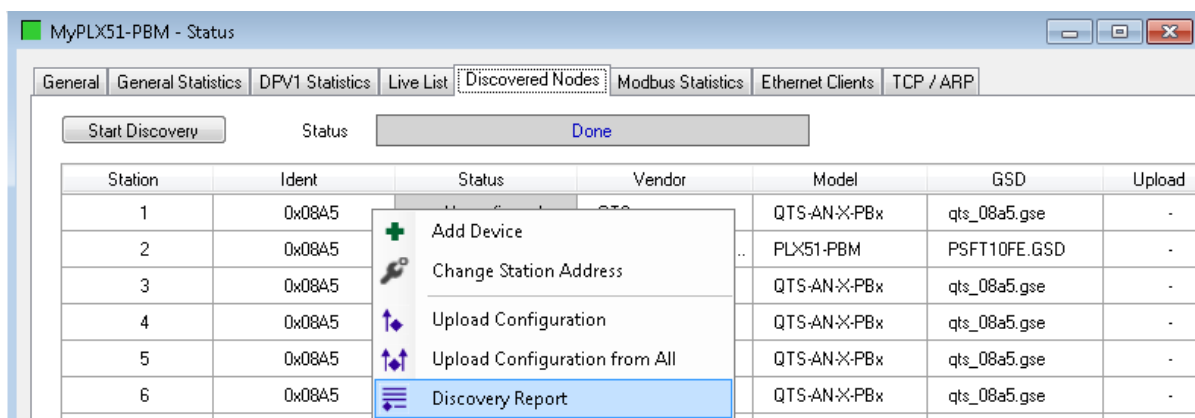 MyPLX51-PBM - Status
General General Statistics DPV1 Statistics Live List Discovered Nodes Modbus Statistics Ethernet Clients TCP / ARP
Start Discovery Status Done
Station Ident Status Vendor Model GSD Upload
1 0x08A5 QTS-AN-X-PBx qts_08a5.gse -
Add Device
2 0x08A5 .. PLX51-PBM PSFT10FE.GSD -
Change Station Address
3 0x08A5 QTS-AN-X-PBx qts_08a5.gse -
Upload Configuration
4 0x08A5 QTS-AN-X-PBx qts_08a5.gse -
Upload Configuration from All
5 0x08A5 QTS-AN-X-PBx qts_08a5.gse -
Discovery Report
6 0x08A5 QTS-AN-X-PBx qts_08a5.gse -